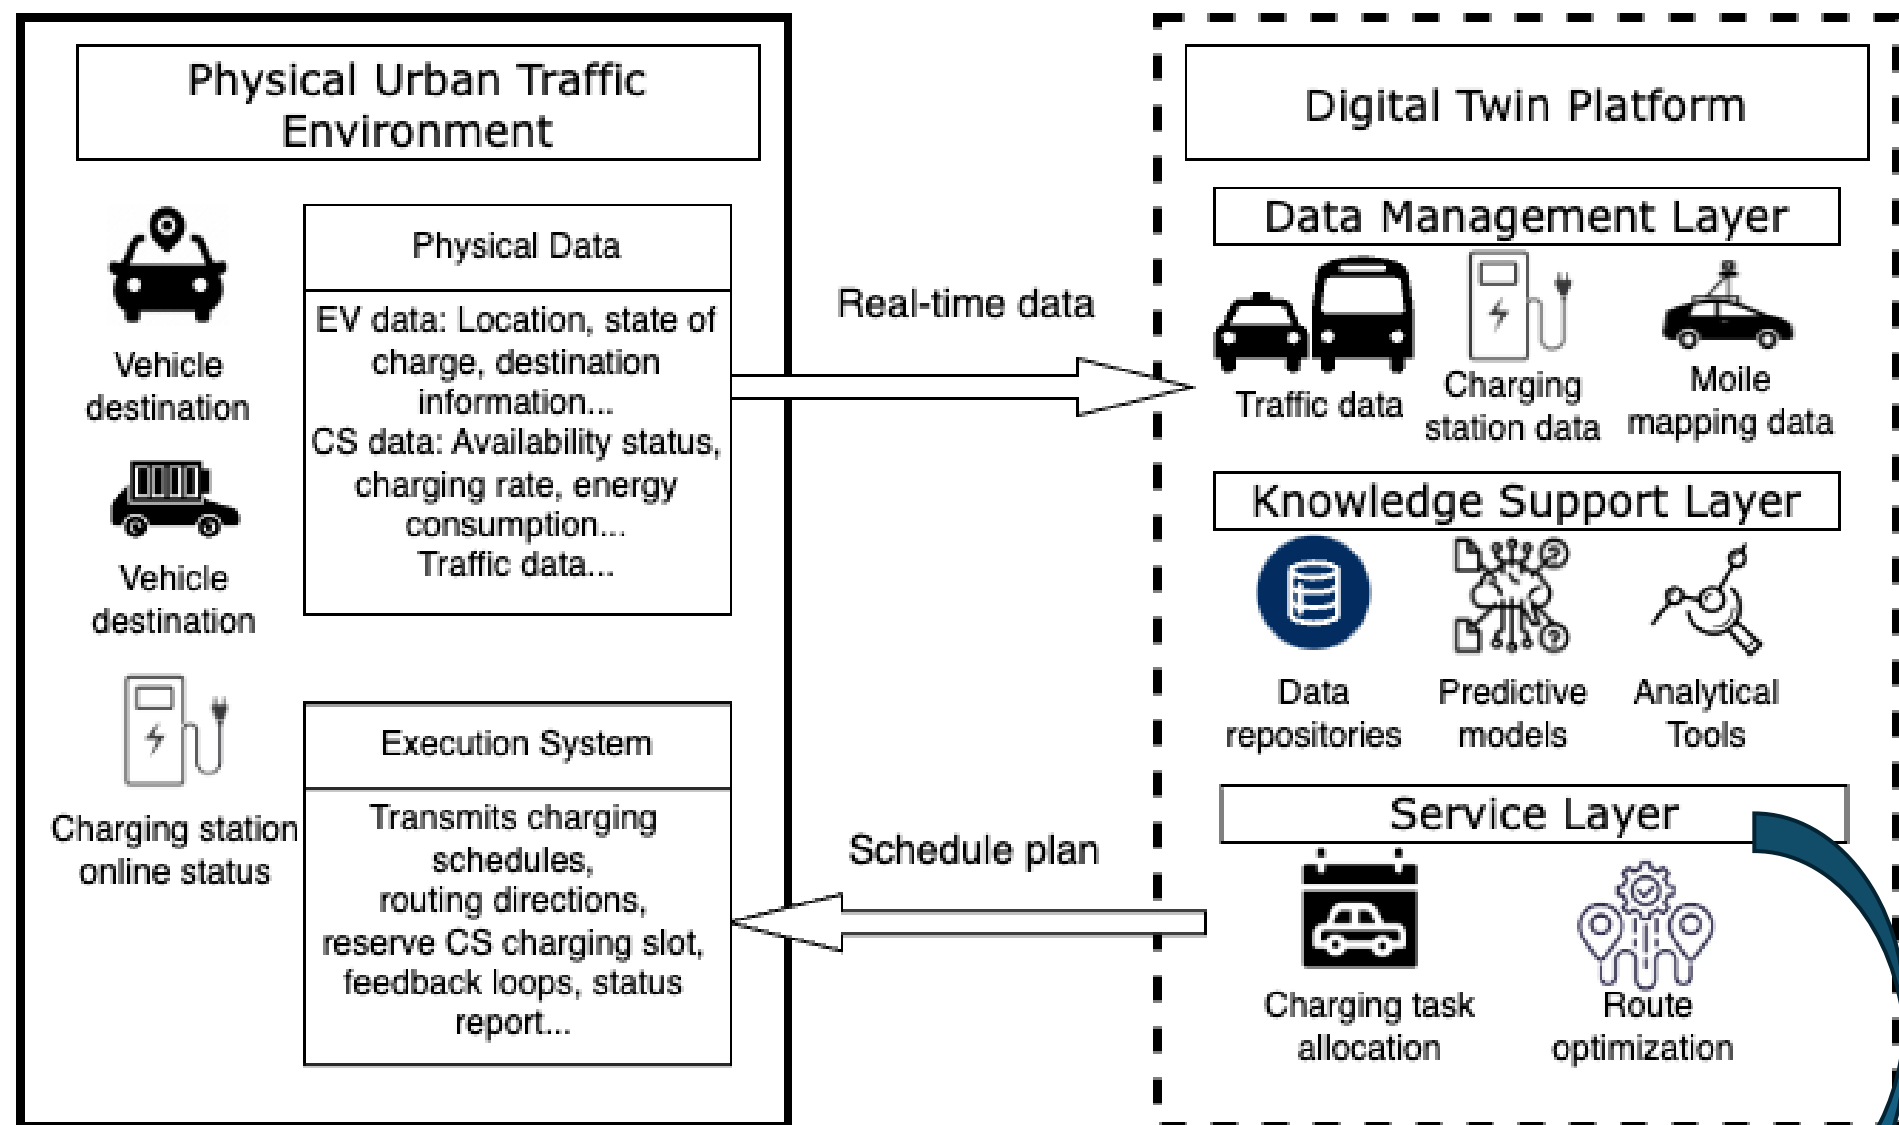 Physical Urban Traffic
Environment
Vehicle
destination
Vehicle
destination
Charging station
online status
Physical Data
EV data: Location, state of
charge, destination
information...
CS data: Availability status,
charging rate, energy
consumption...
Traffic data...
Execution System
Transmits charging
schedules,
routing directions,
reserve CS charging slot,
feedback loops, status
report...
Real-time data
Schedule plan
Digital Twin Platform
Data Management Layer
Traffic data
Charging
station data
Moile
mapping data
Knowledge Support Layer
Data
repositories
Predictive
models
Analytical
Tools
Service Layer
Charging task
allocation
Route
optimization